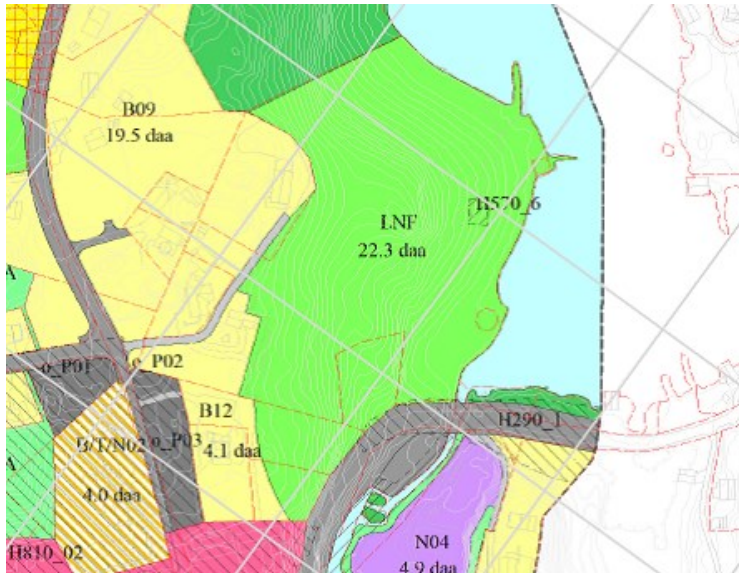 B09
19.5 daa
H570_6
LNF
22.3 daa
A
o_P01
o_P02
B12
4.1 daa
H290_1
B/T/N02
o_P03
4.0 daa
A
H810_02
N04
4.9 daa